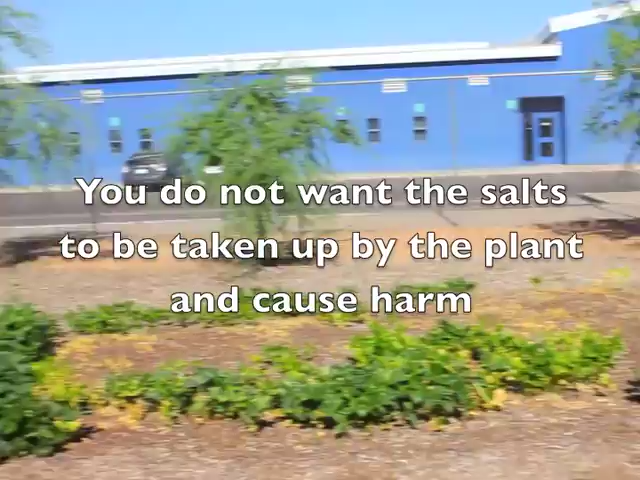 You do not want the salts
to be taken up by the plant
and cause harm